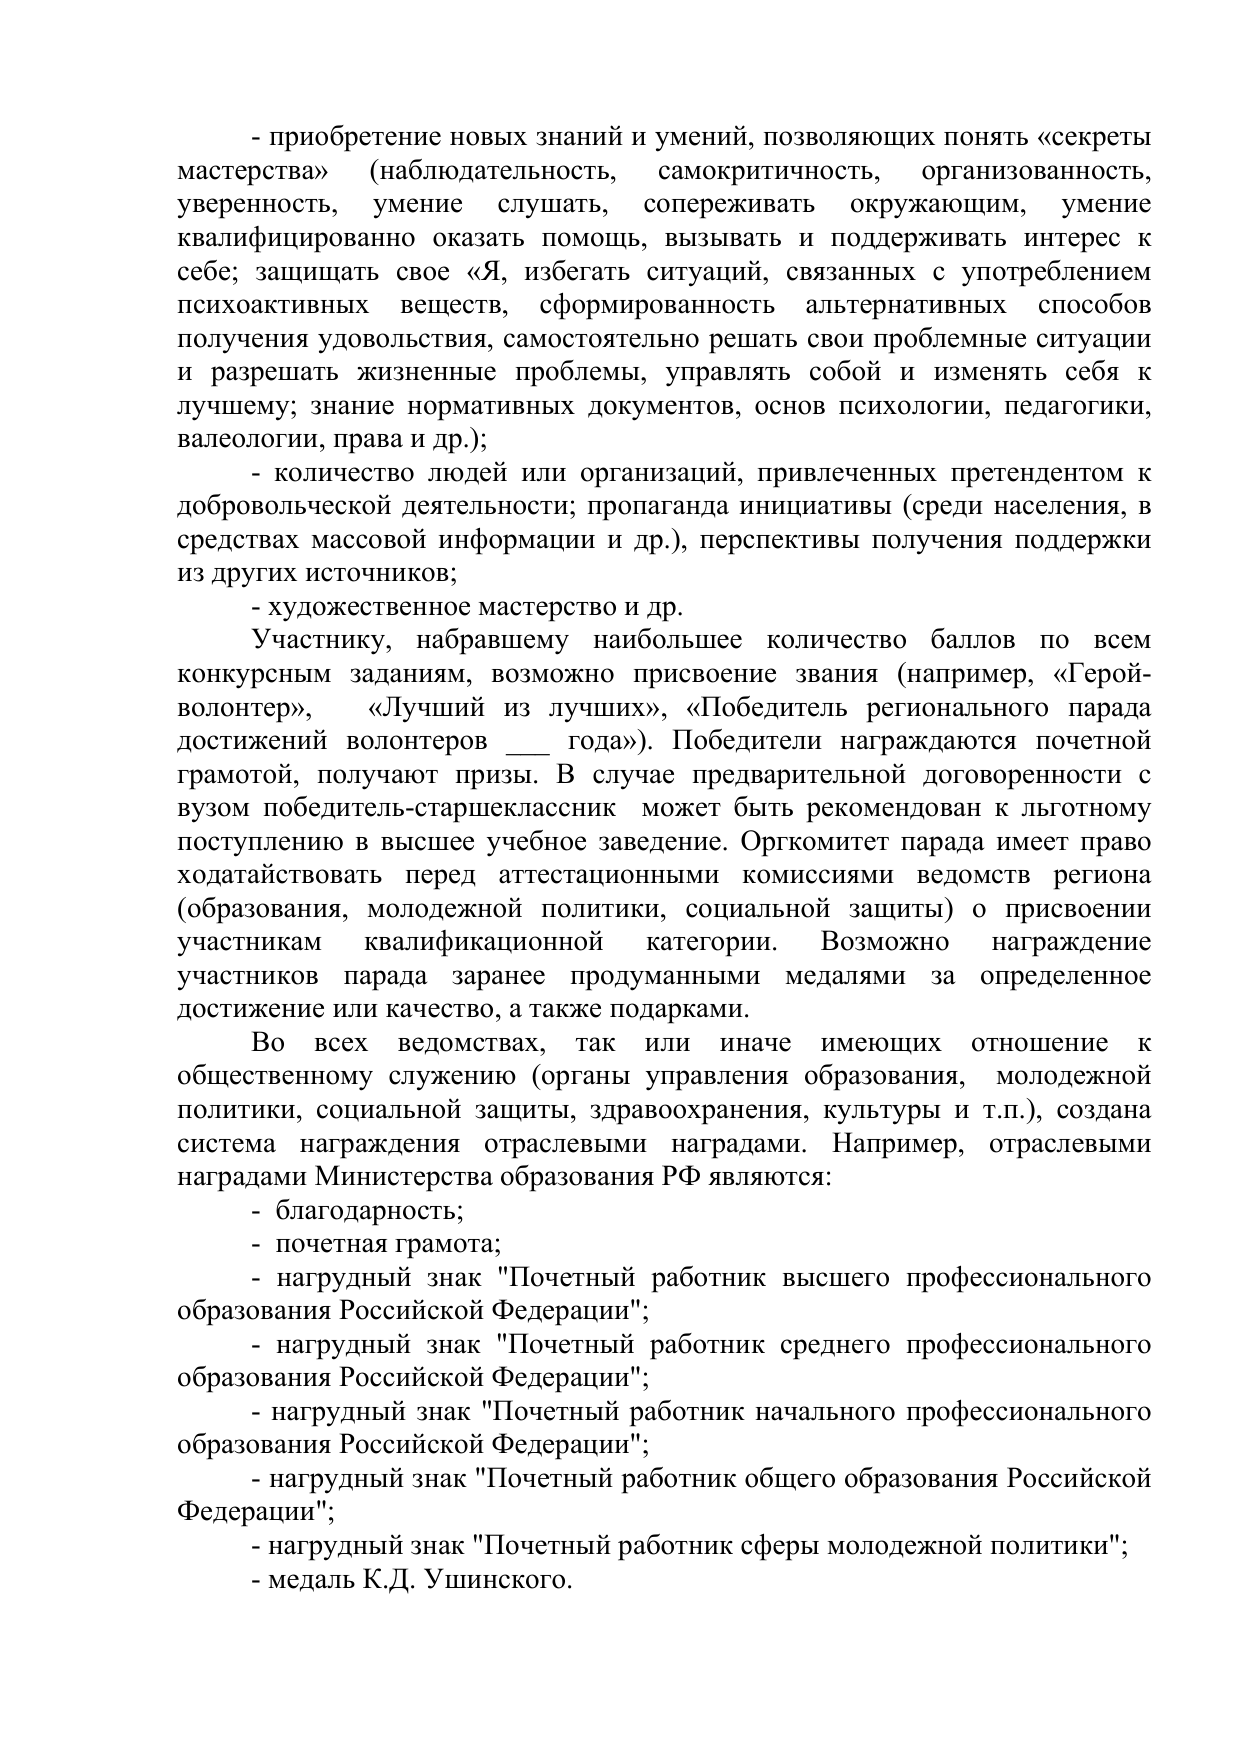 - приобретение новых знаний и умений, позволяющих понять «секреты
мастерства» (наблюдательность, самокритичность, организованность,
уверенность, умение слушать, сопереживать окружающим, умение
квалифицированно оказать помощь, вызывать и поддерживать интерес к
себе; защищать свое «Я, избегать ситуаций, связанных с употреблением
психоактивных веществ, сформированность альтернативных способов
получения удовольствия, самостоятельно решать свои проблемные ситуации
и разрешать жизненные проблемы, управлять собой и изменять себя к
лучшему; знание нормативных документов, основ психологии, педагогики,
валеологии, права и др.);
- количество людей или организаций, привлеченных претендентом к
добровольческой деятельности; пропаганда инициативы (среди населения, в
средствах массовой информации и др.), перспективы получения поддержки
из других источников;
- художественное мастерство и др.
Участнику, набравшему наибольшее количество баллов по всем
конкурсным заданиям, возможно присвоение звания (например, «Герой-
волонтер», «Лучший из лучших», «Победитель регионального парада
достижений волонтеров ___ года»). Победители награждаются почетной
грамотой, получают призы. В случае предварительной договоренности с
вузом победитель-старшеклассник может быть рекомендован к льготному
поступлению в высшее учебное заведение. Оргкомитет парада имеет право
ходатайствовать перед аттестационными комиссиями ведомств региона
(образования, молодежной политики, социальной защиты) о присвоении
участникам квалификационной категории. Возможно награждение
участников парада заранее продуманными медалями за определенное
достижение или качество, а также подарками.
Во всех ведомствах, так или иначе имеющих отношение к
общественному служению (органы управления образования, молодежной
политики, социальной защиты, здравоохранения, культуры и т.п.), создана
система награждения отраслевыми наградами. Например, отраслевыми
наградами Министерства образования РФ являются:
- благодарность;
- почетная грамота;
- нагрудный знак "Почетный работник высшего профессионального
образования Российской Федерации";
- нагрудный знак "Почетный работник среднего профессионального
образования Российской Федерации";
- нагрудный знак "Почетный работник начального профессионального
образования Российской Федерации";
- нагрудный знак "Почетный работник общего образования Российской
Федерации";
- нагрудный знак "Почетный работник сферы молодежной политики";
- медаль К.Д. Ушинского.